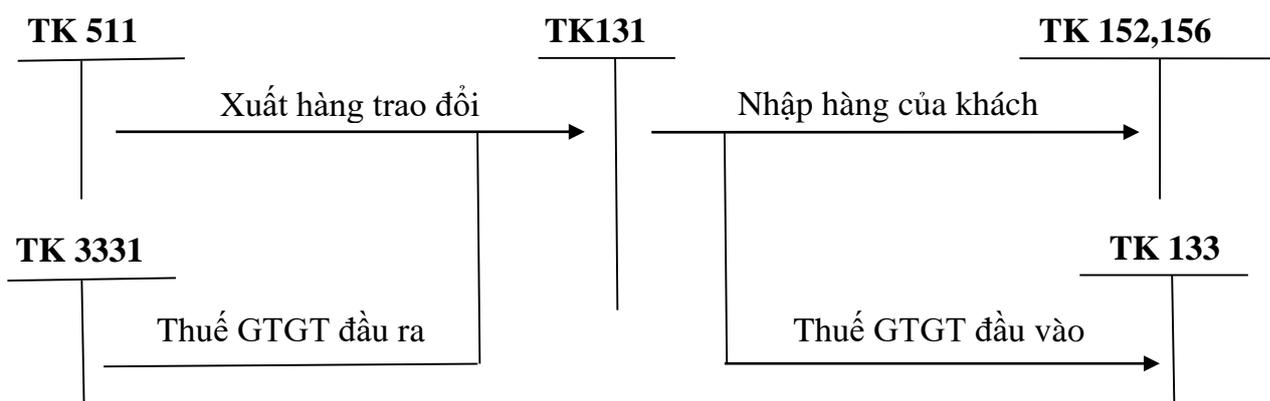 TK 511
TK131
TK 152,156
Xuất hàng trao đổi
Nhập hàng của khách
TK 3331
TK 133
Thuế GTGT đầu ra
Thuế GTGT đầu vào